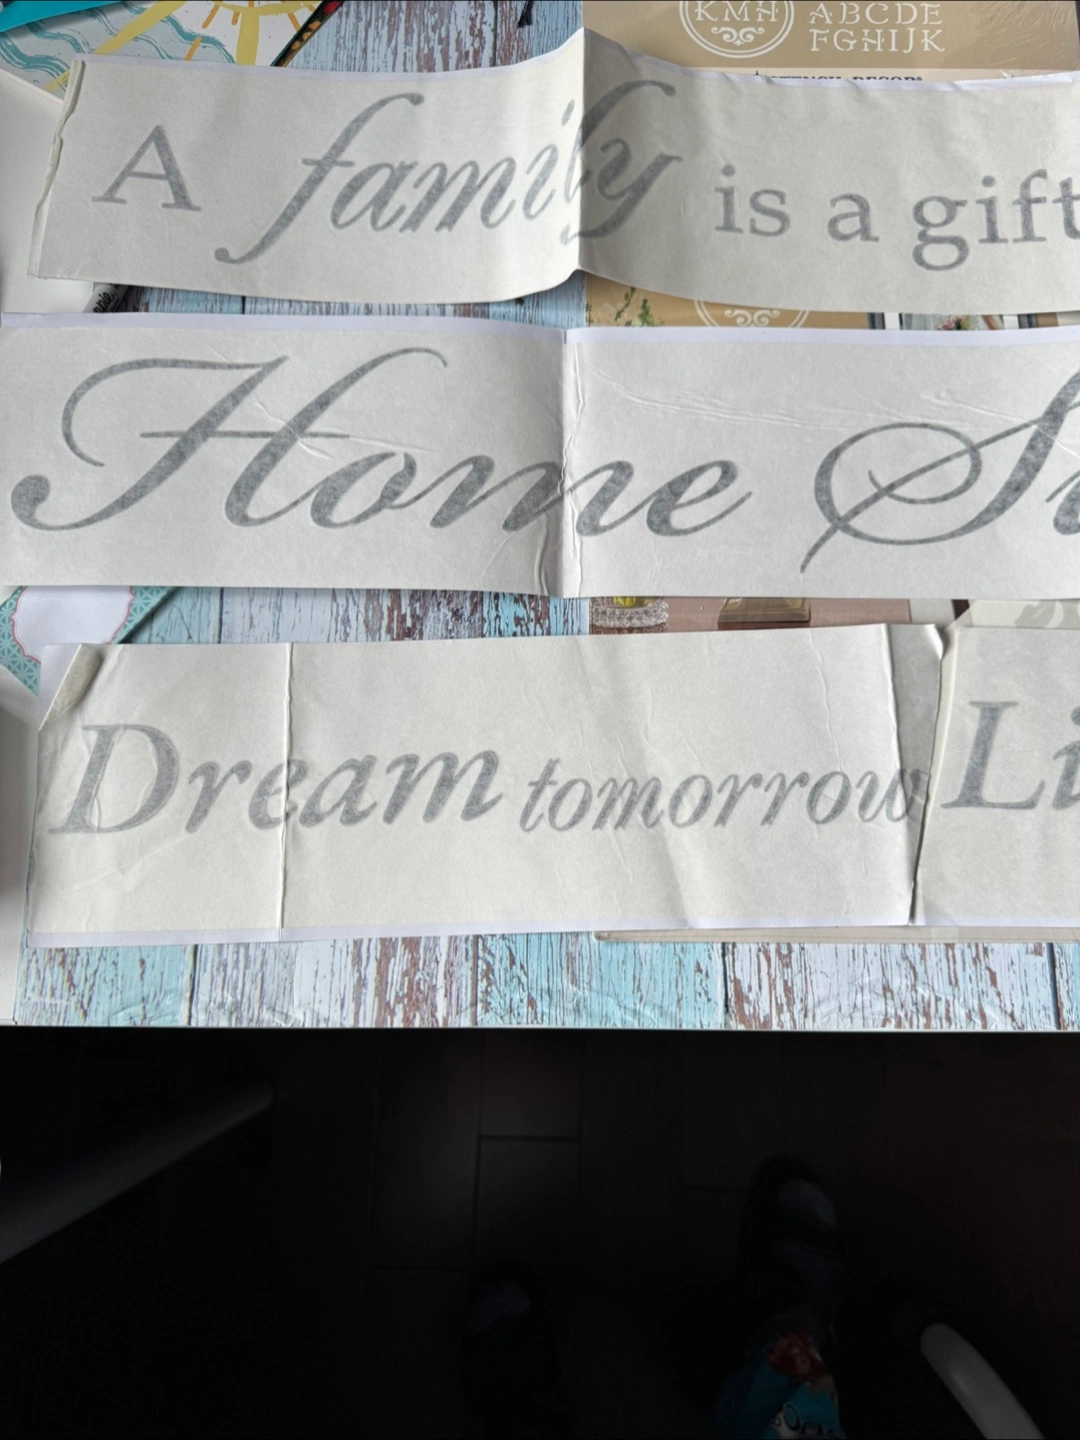 KMH
ABCDE
FGHIJK
A family is a gift
Home
Dream tomorrow